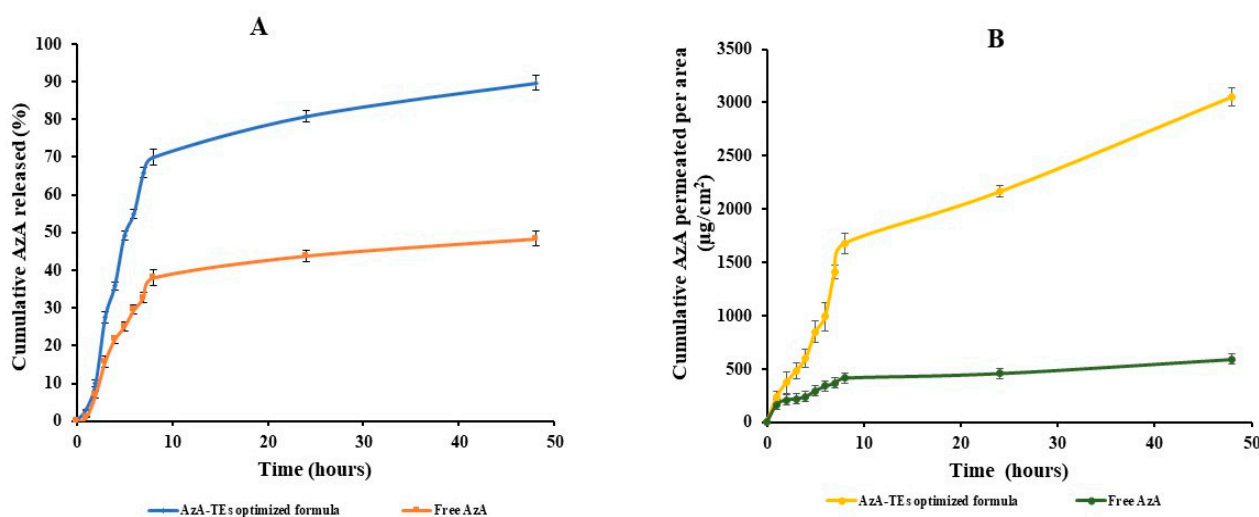 A
Cumulative AzA released (%)
100
90
80
70
60
50
40
30
20
10
0
0 10 20 30 40 50
Time (hours)
AzA-TEs optimized formula Free AzA
B
Cumulative AzA permeated per area
(µg/cm²)
3500
3000
2500
2000
1500
1000
500
0
0 10 20 30 40 50
Time (hours)
AzA-TEs optimized formula Free AzA